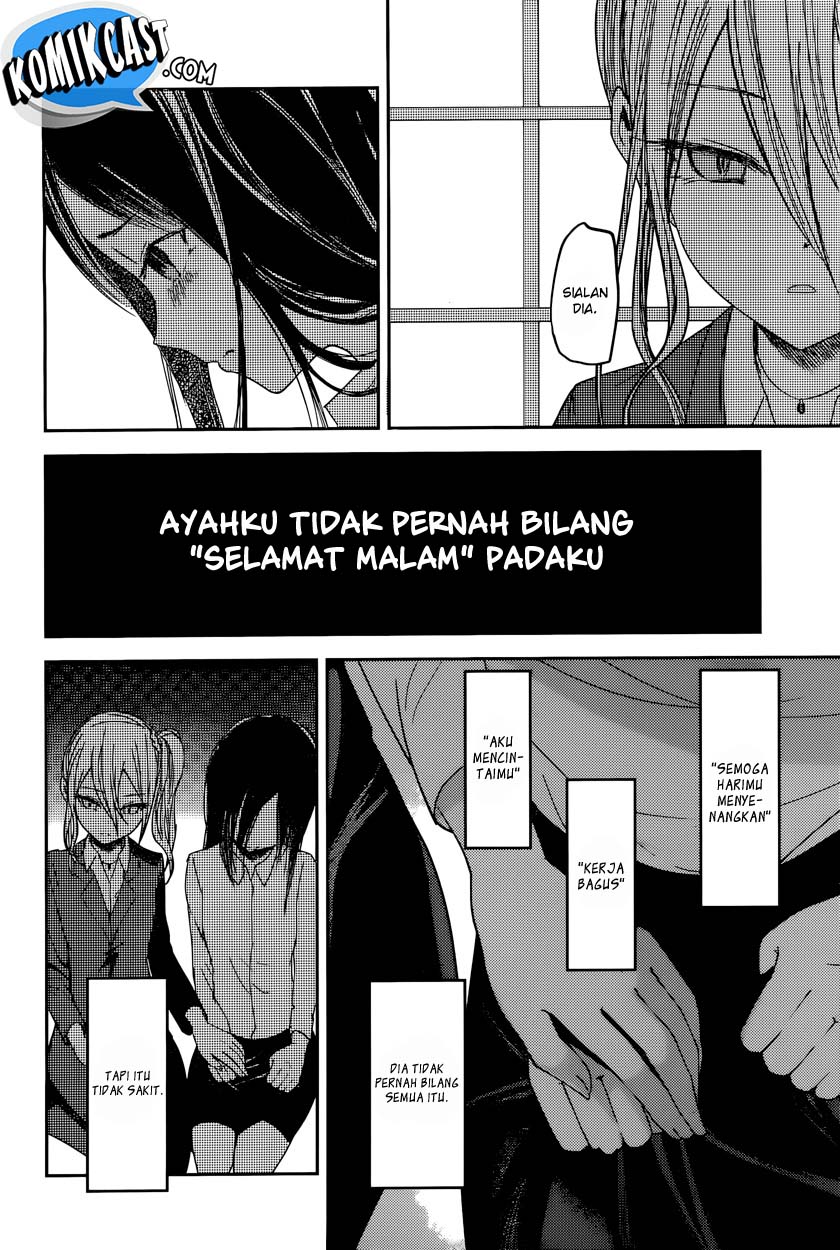 KOMIKCAST
.COM
SIALAN
DIA.
AYAHKU TIDAK PERNAH BILANG
"SELAMAT MALAM" PADAKU
"SEMOGA
HARIMU
MENYE-
NANGKAN"
"KERJA
BAGUS"
"AKU
MENCIN-
TAIMU"
DIA TIDAK
PERNAH BILANG
SEMUA ITU.
TAPI ITU
TIDAK SAKIT.